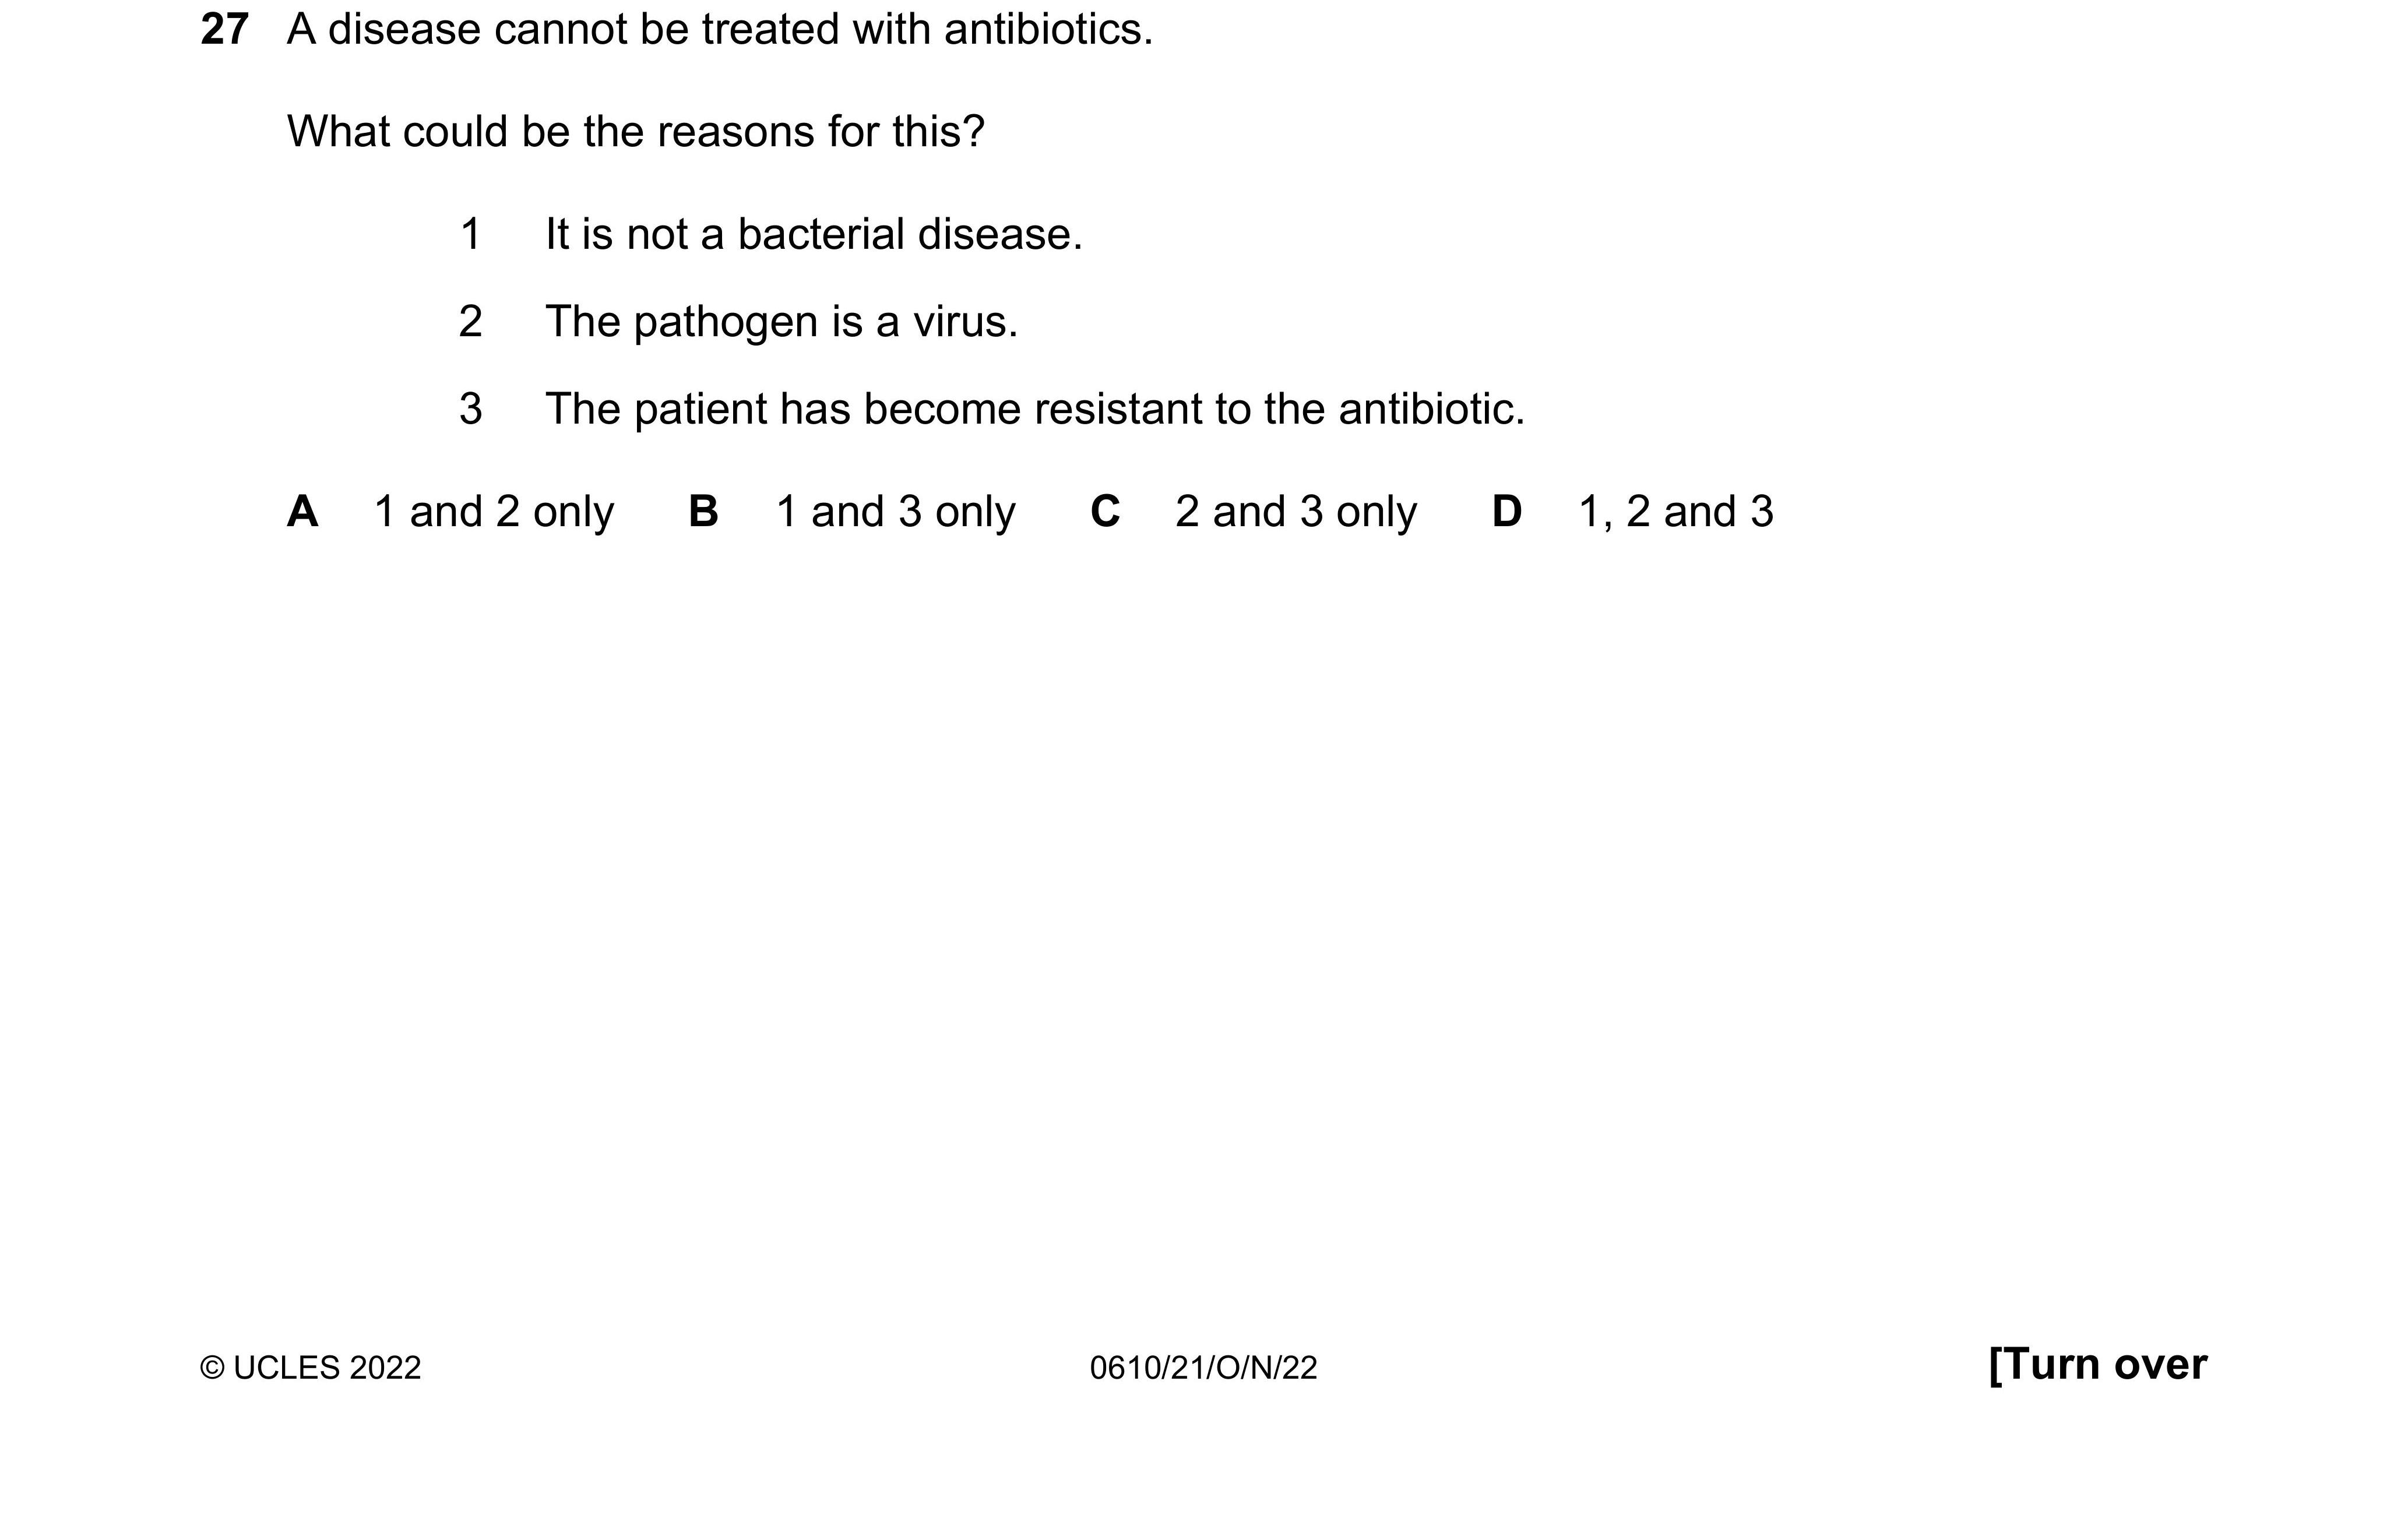 27 A disease cannot be treated with antibiotics.
What could be the reasons for this?
1 It is not a bacterial disease.
2 The pathogen is a virus.
3 The patient has become resistant to the antibiotic.
A 1 and 2 only B 1 and 3 only C 2 and 3 only D 1, 2 and 3
© UCLES 2022 0610/21/O/N/22 [Turn over